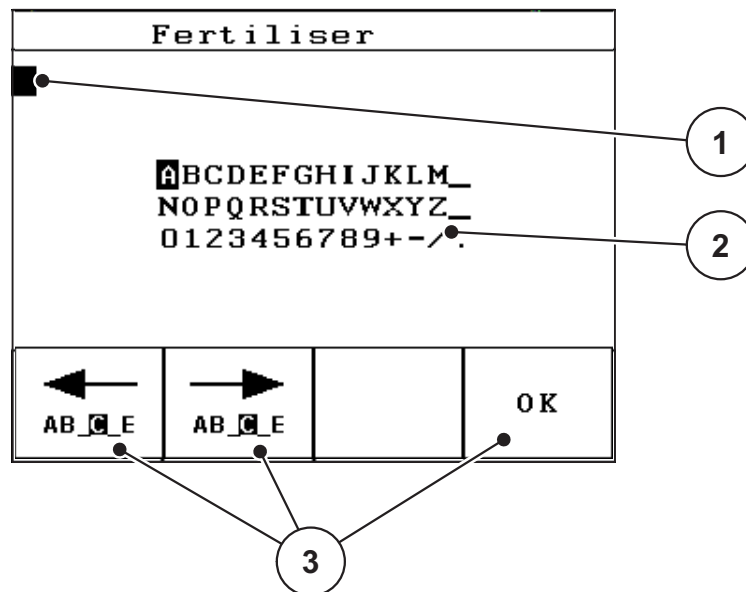 Fertiliser
1
ABCDEFGHIJKLM_
NOPQRSTUVWXYZ_
0123456789+-/.
2
AB_C_E
AB_C_E
OK
3